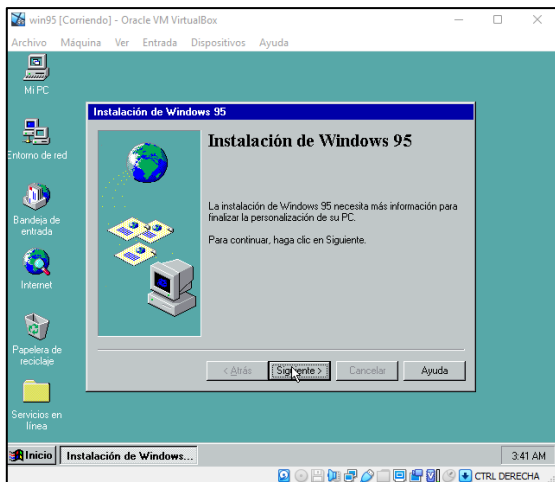 win95 [Corriendo] - Oracle VM VirtualBox
Archivo Máquina Ver Entrada Dispositivos Ayuda
Mi PC
Entorno de red
Bandeja de
entrada
Internet
Papelera de
reciclaje
Servicios en
línea
Instalación de Windows 95
Instalación de Windows 95
La instalación de Windows 95 necesita más información para
finalizar la personalización de su PC.
Para continuar, haga clic en Siguiente.
< Atrás Siguiente > Cancelar Ayuda
Inicio Instalación de Windows... 3:41 AM
CTRL DERECHA